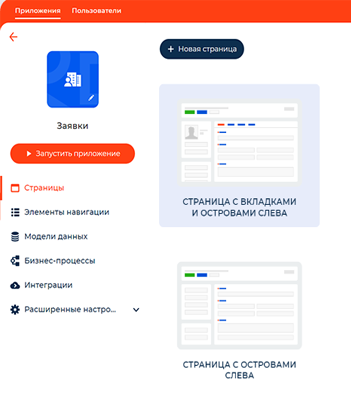 Приложения Пользователи
+ Новая страница
Заявки
Запустить приложение
Страницы
Элементы навигации
Модели данных
Бизнес-процессы
Интеграции
Расширенные настро...
СТРАНИЦА С ВКЛАДКАМИ
И ОСТРОВАМИ СЛЕВА
СТРАНИЦА С ОСТРОВАМИ
СЛЕВА